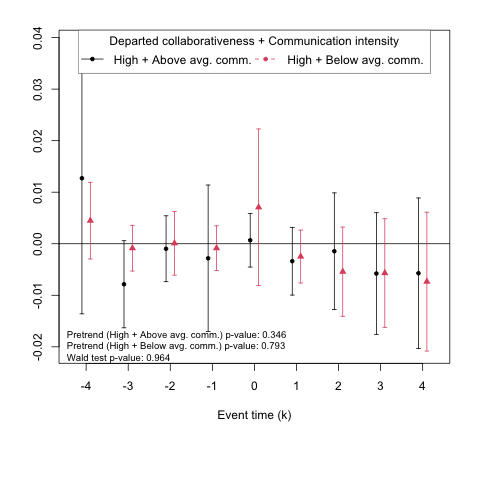 Departed collaborativeness + Communication intensity
High + Above avg. comm. High + Below avg. comm.
0.04
0.03
0.02
0.01
0.00
-0.01
-0.02
Pretrend (High + Above avg. comm.) p-value: 0.346
Pretrend (High + Below avg. comm.) p-value: 0.793
Wald test p-value: 0.964
-4 -3 -2 -1 0 1 2 3 4
Event time (k)